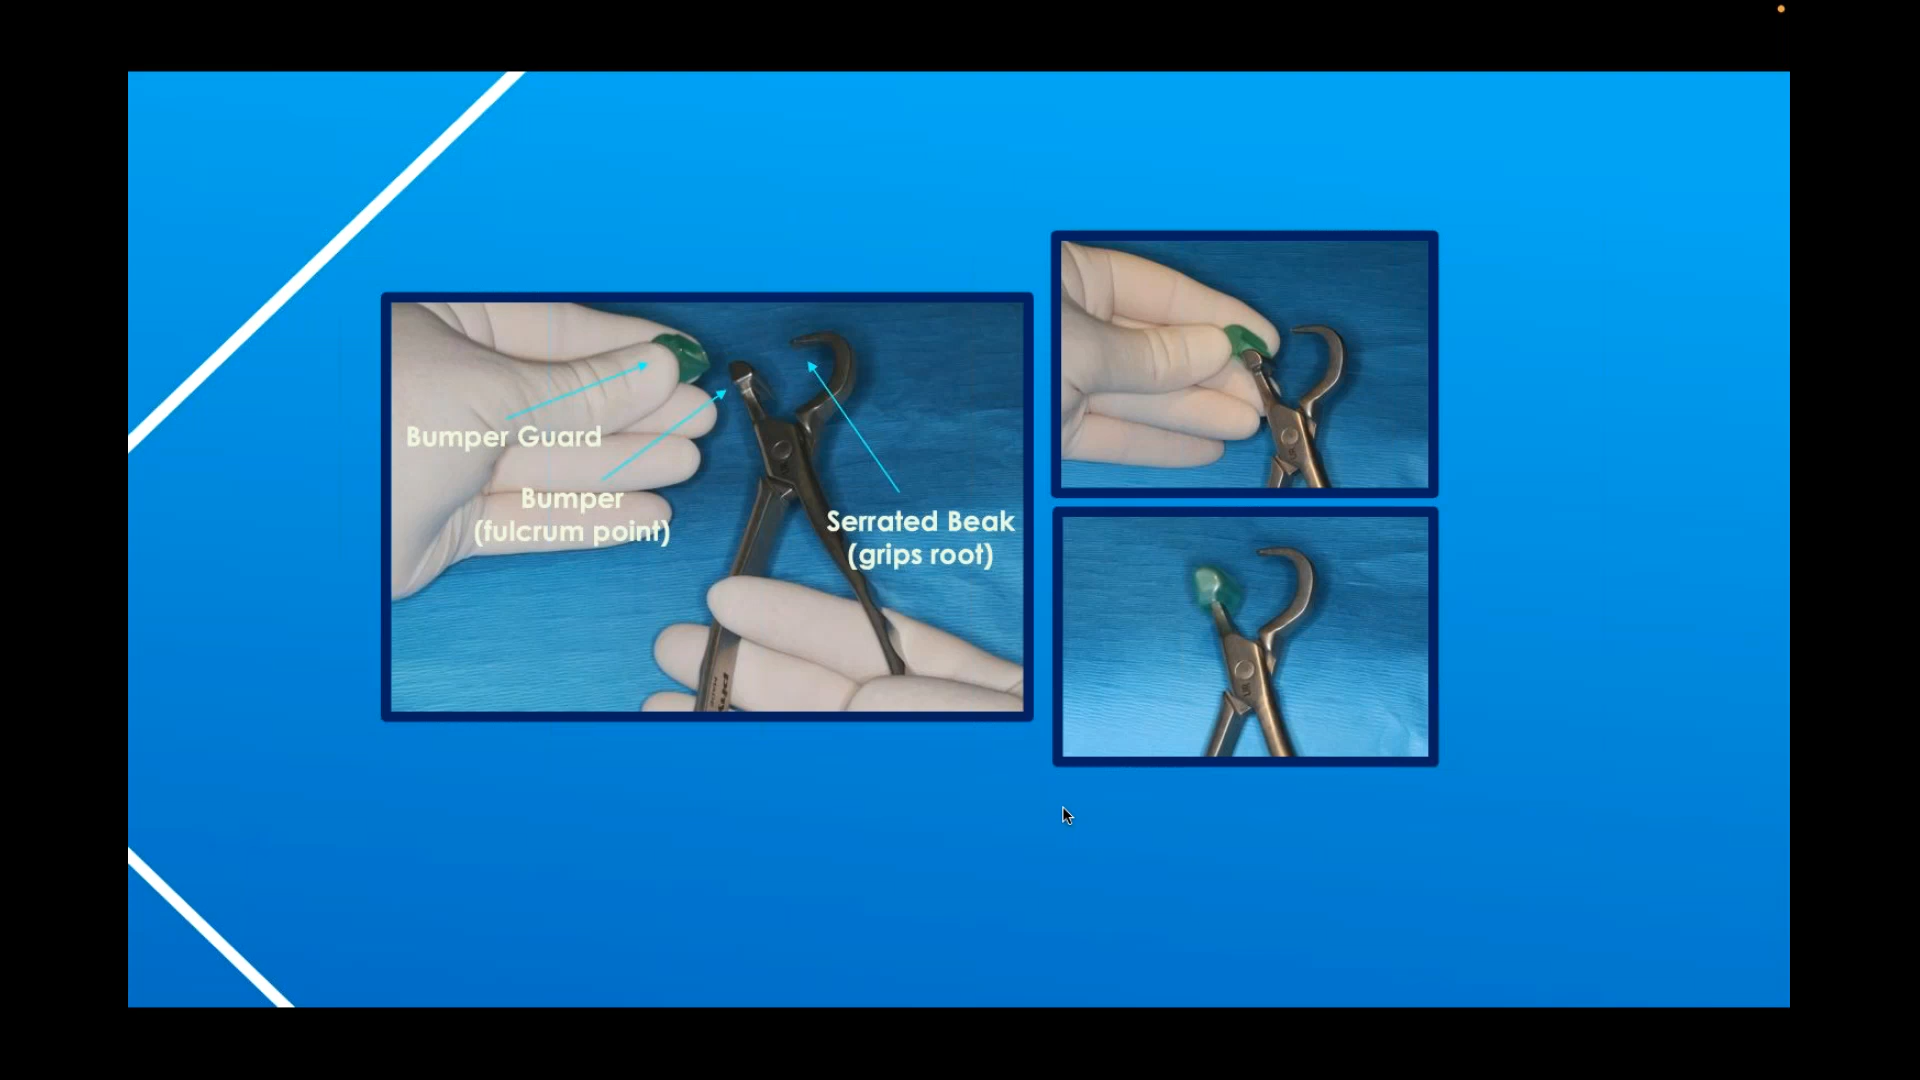 Bumper Guard
Bumper
(fulcrum point)
Serrated Beak
(grips root)